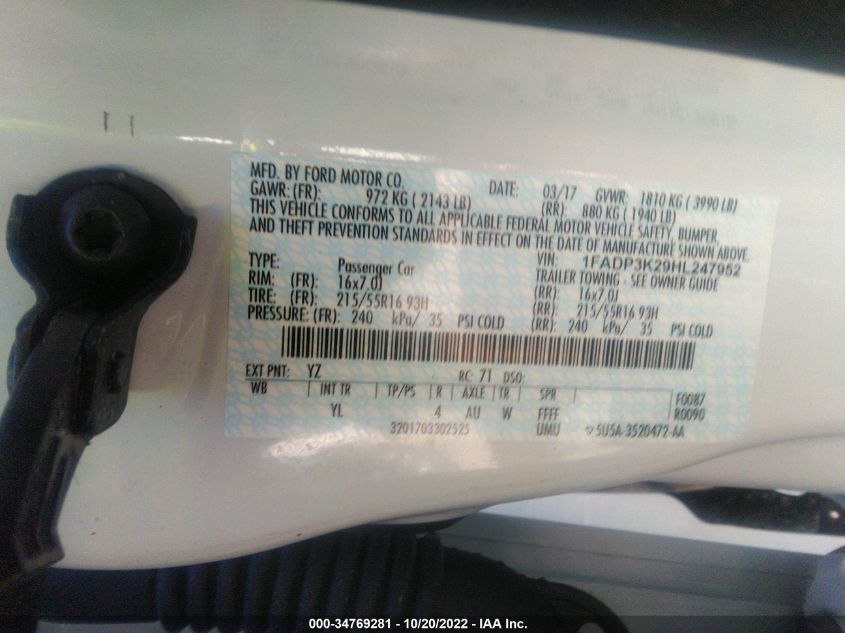 MFD. BY FORD MOTOR CO. DATE: 03/17 GVWR: 1810 KG ( 3990 LB)
GAWR: (FR): 972 KG ( 2143 LB) (RR): 880 KG ( 1940 LB)
THIS VEHICLE CONFORMS TO ALL APPLICABLE FEDERAL MOTOR VEHICLE SAFETY, BUMPER,
AND THEFT PREVENTION STANDARDS IN EFFECT ON THE DATE OF MANUFACTURE SHOWN ABOVE.
VIN: 1FADP3K29HL247952
TYPE: Passenger Car TRAILER TOWING - SEE OWNER GUIDE
RIM: (FR): 16x7.0J (RR): 16x7.0J
TIRE: (FR): 215/55R16 93H (RR): 215/55R16 93H
PRESSURE: (FR): 240 kPa/ 35 PSI COLD (RR): 240 kPa/ 35 PSI COLD
EXT PNT: YZ RC: 71 DSO:
WB INT TR TP/PS R AXLE TR SPR F0087
YL 4 AU W FFFF R0090
3201703302525 UMU 5U5A-3520472-AA
000-34769281 - 10/20/2022 - IAA Inc.